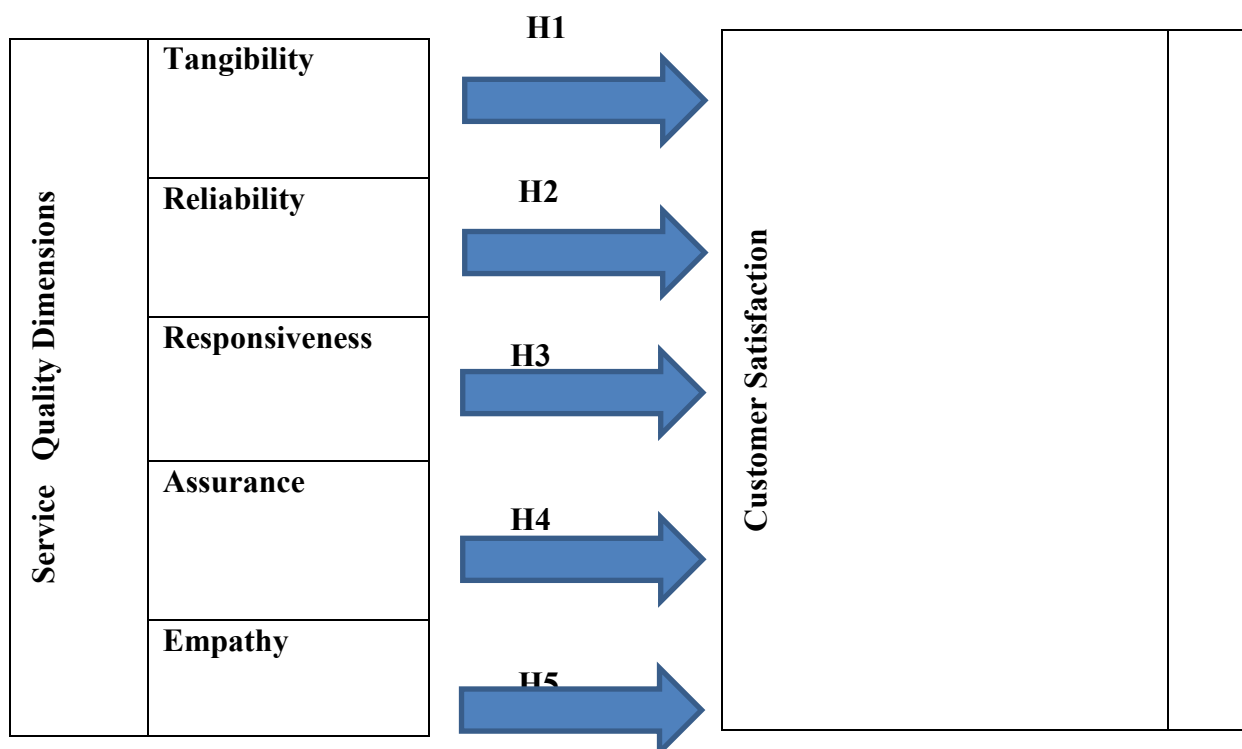 H1
Tangibility
H2
Reliability
Responsiveness
H3
Assurance
H4
Empathy
H5
Service Quality Dimensions
Customer Satisfaction